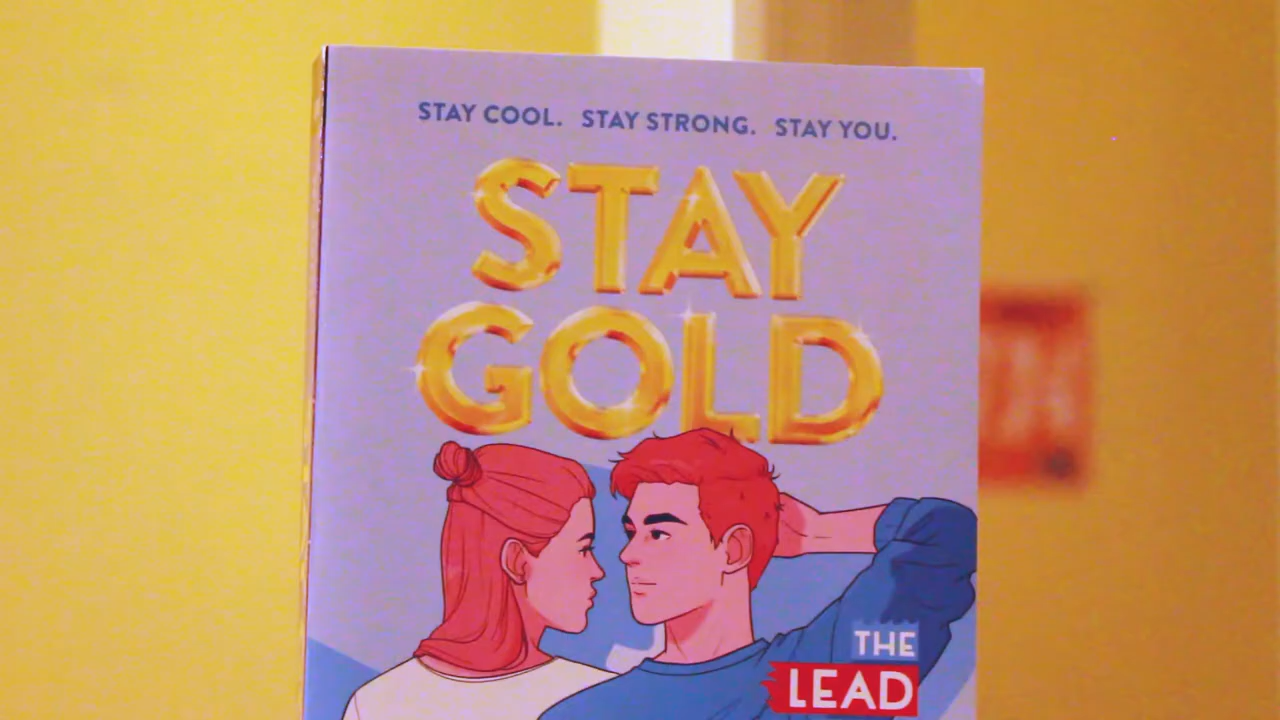 STAY COOL. STAY STRONG. STAY YOU.
STAY
GOLD
THE
LEAD